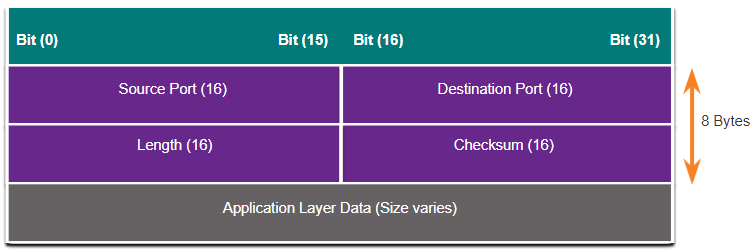 Bit (0) Bit (15) Bit (16) Bit (31)
Source Port (16) Destination Port (16)
8 Bytes
Length (16) Checksum (16)
Application Layer Data (Size varies)